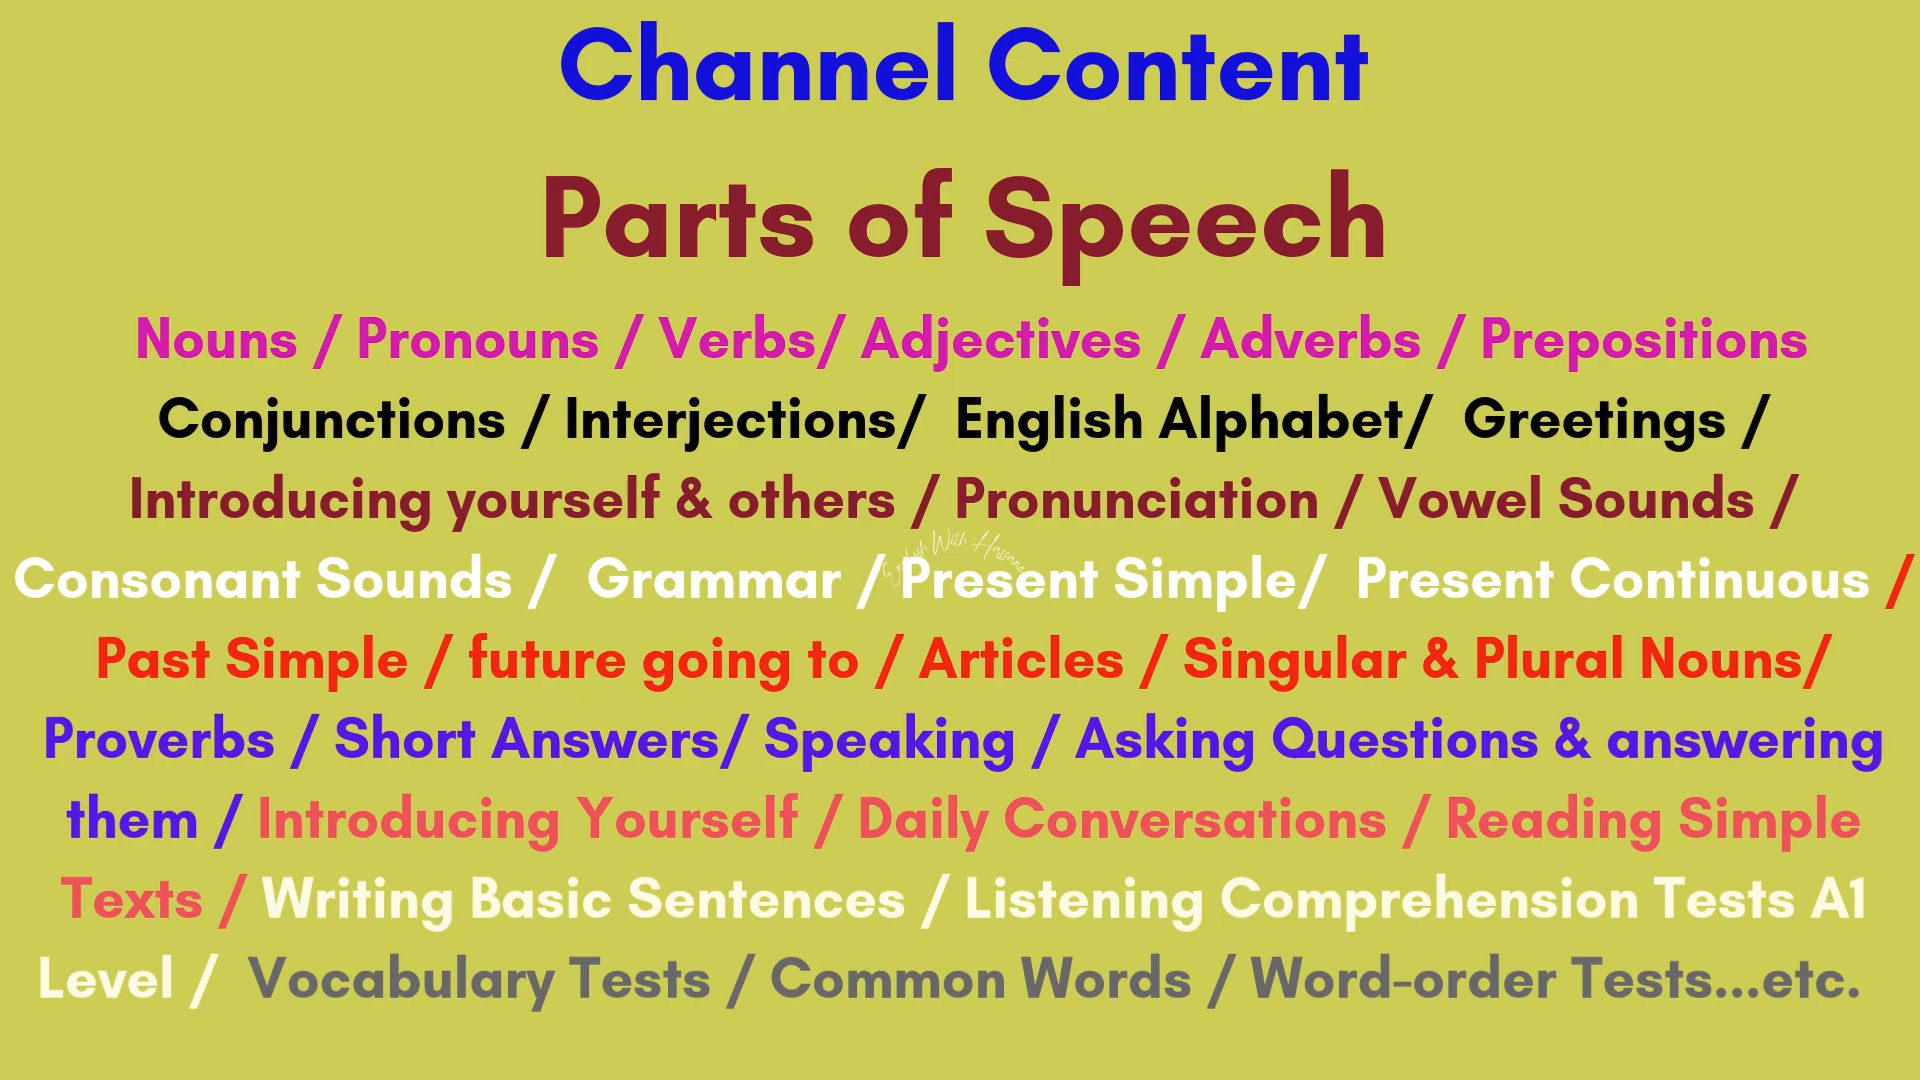 Channel Content
Parts of Speech
Nouns / Pronouns / Verbs/ Adjectives / Adverbs / Prepositions
Conjunctions / Interjections/ English Alphabet/ Greetings /
Introducing yourself & others / Pronunciation / Vowel Sounds /
English With Hassane
Consonant Sounds / Grammar / Present Simple/ Present Continuous /
Past Simple / future going to / Articles / Singular & Plural Nouns/
Proverbs / Short Answers/ Speaking / Asking Questions & answering
them / Introducing Yourself / Daily Conversations / Reading Simple
Texts / Writing Basic Sentences / Listening Comprehension Tests A1
Level / Vocabulary Tests / Common Words / Word-order Tests...etc.